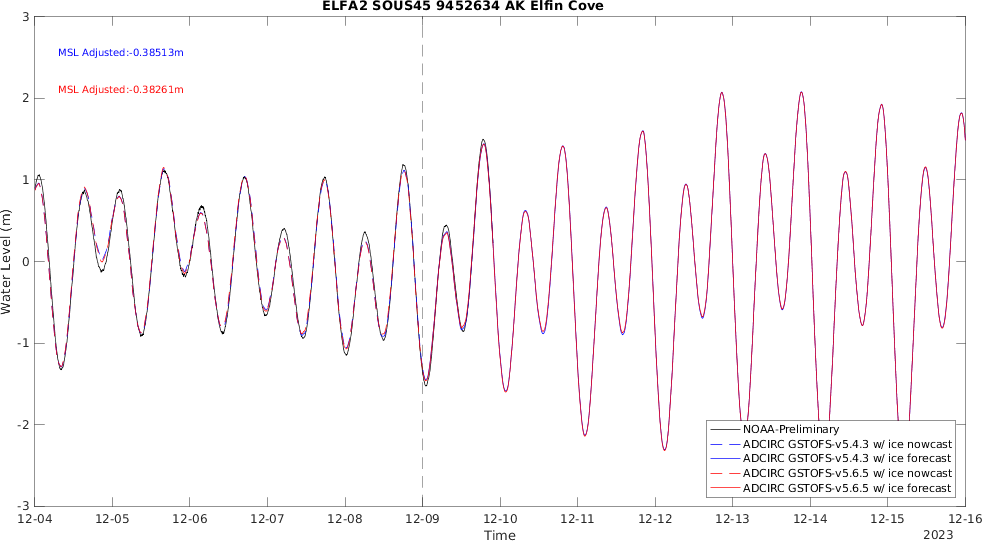 ELFA2 SOUS45 9452634 AK Elfin Cove
3
MSL Adjusted:-0.38513m
MSL Adjusted:-0.38261m
2
1
0
-1
-2
-3
Water Level (m)
NOAA-Preliminary
ADCIRC GSTOFS-v5.4.3 w/ ice nowcast
ADCIRC GSTOFS-v5.4.3 w/ ice forecast
ADCIRC GSTOFS-v5.6.5 w/ ice nowcast
ADCIRC GSTOFS-v5.6.5 w/ ice forecast
12-04 12-05 12-06 12-07 12-08 12-09 12-10 12-11 12-12 12-13 12-14 12-15 12-16
Time
2023